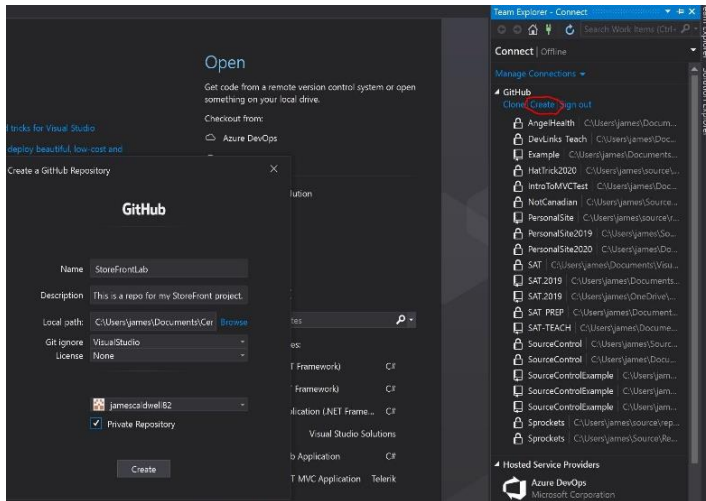 Open
Get code from a remote version control system or open
something on your local drive.
Checkout from:
Azure DevOps
tricks for Visual Studio
deploy beautiful, low-cost and
Create a GitHub Repository
GitHub
Name StoreFrontLab
Description This is a repo for my StoreFront project.
Local path: C:\Users\james\Documents\Cer Browse
Git ignore VisualStudio
License None
jamescaldwell82
Private Repository
Create
lution
tes
es:
T Framework) C#
Framework) C#
plication (.NET Frame... C#
Visual Studio Solutions
b Application C#
T MVC Application Telerik
Team Explorer - Connect
Search Work Items (Ctrl+
Connect | Offline
Manage Connections
GitHub
Clone Create Sign out
AngelHealth C:\Users\james\Docum...
DevLinks Teach C:\Users\james\Doc...
Example C:\Users\james\Documents...
HatTrick2020 C:\Users\james\source\...
IntroToMVCTest C:\Users\james\Doc...
NotCanadian C:\Users\james\Source...
PersonalSite C:\Users\james\source\r...
PersonalSite2019 C:\Users\james\So...
PersonalSite2020 C:\Users\james\Do...
SAT C:\Users\james\Documents\Visu...
SAT.2019 C:\Users\james\Documents...
SAT.2019 C:\Users\james\OneDrive\...
SAT PREP C:\Users\james\Document...
SAT-TEACH C:\Users\james\Docume...
SourceControl C:\Users\james\Sourc...
SourceControl C:\Users\james\Docu...
SourceControlExample C:\Users\jam...
SourceControlExample C:\Users\jam...
SourceControlExample C:\Users\jam...
Sprockets C:\Users\james\source\rep...
Sprockets C:\Users\james\Source\Re...
Hosted Service Providers
Azure DevOps
Microsoft Corporation
Team Explorer
Solution Explorer